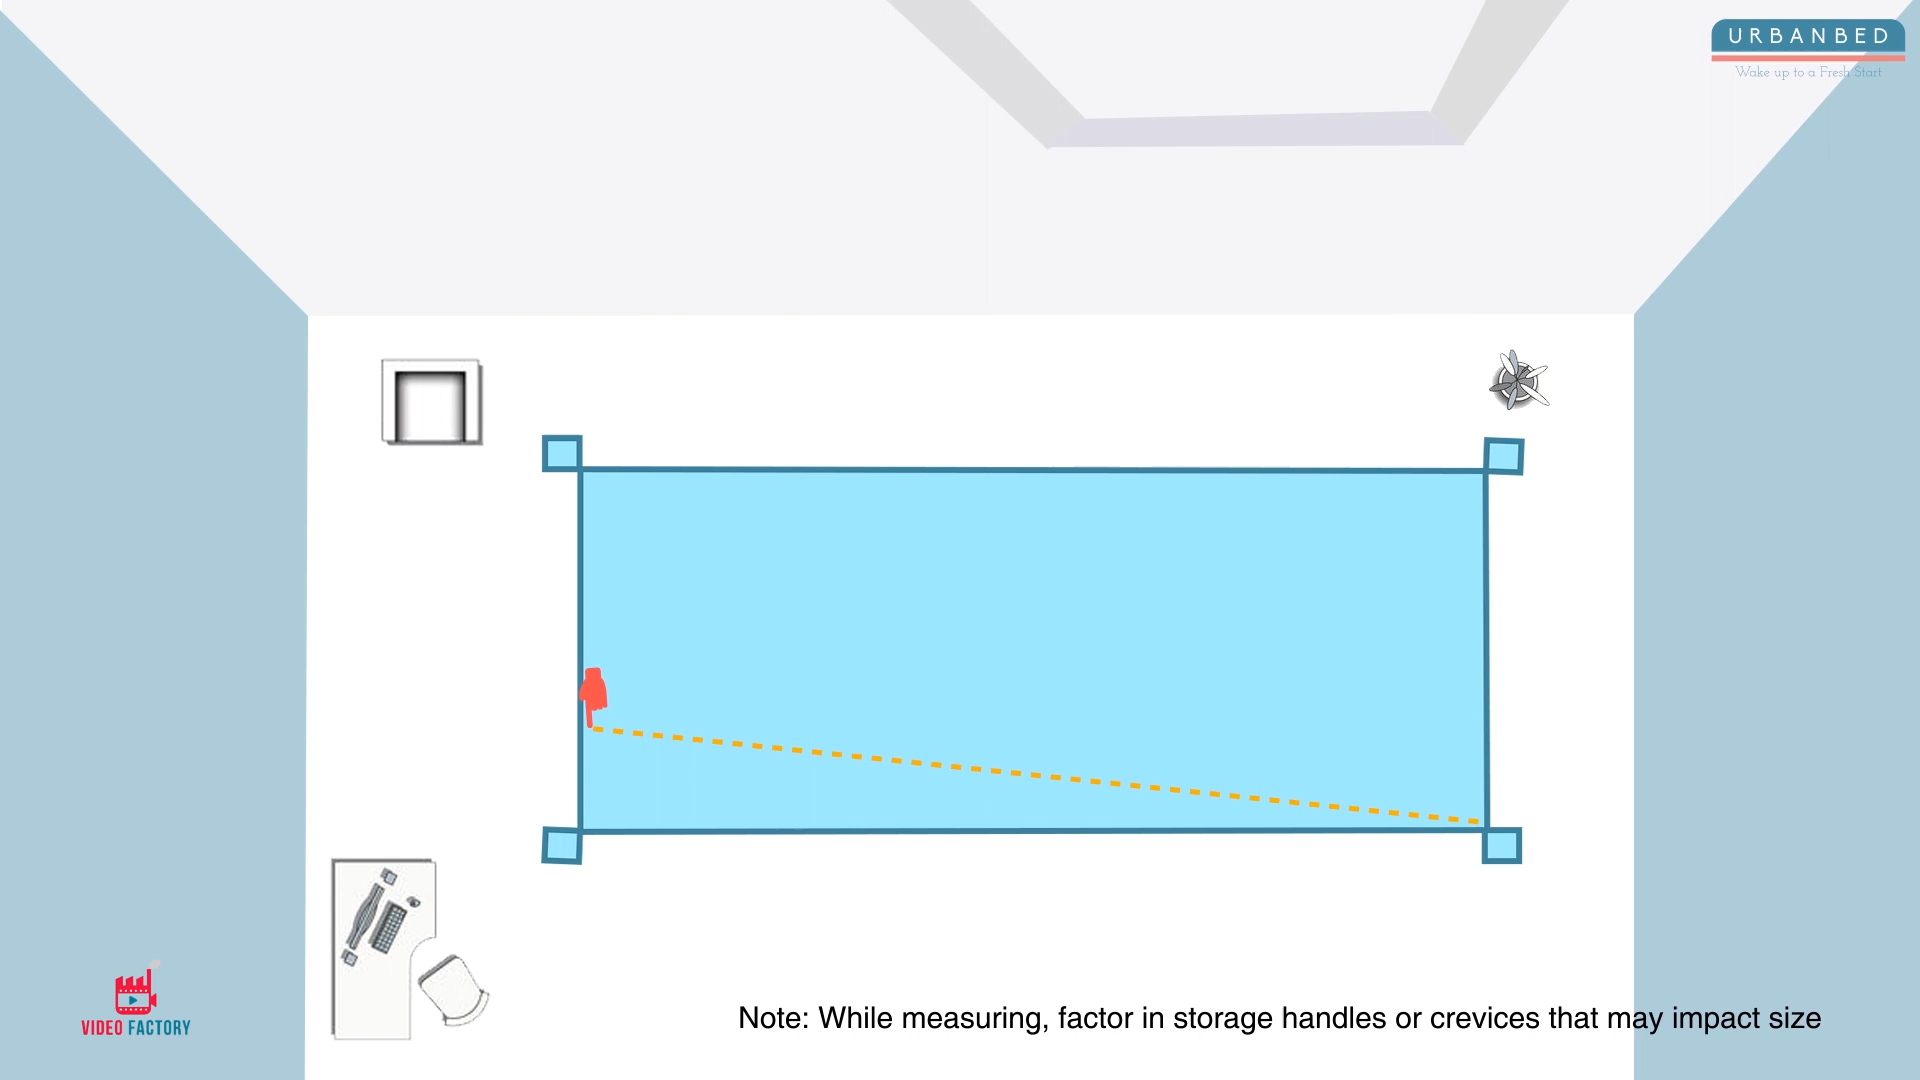 URBANBED
Wake up to a Fresh Start
VIDEO FACTORY
Note: While measuring, factor in storage handles or crevices that may impact size